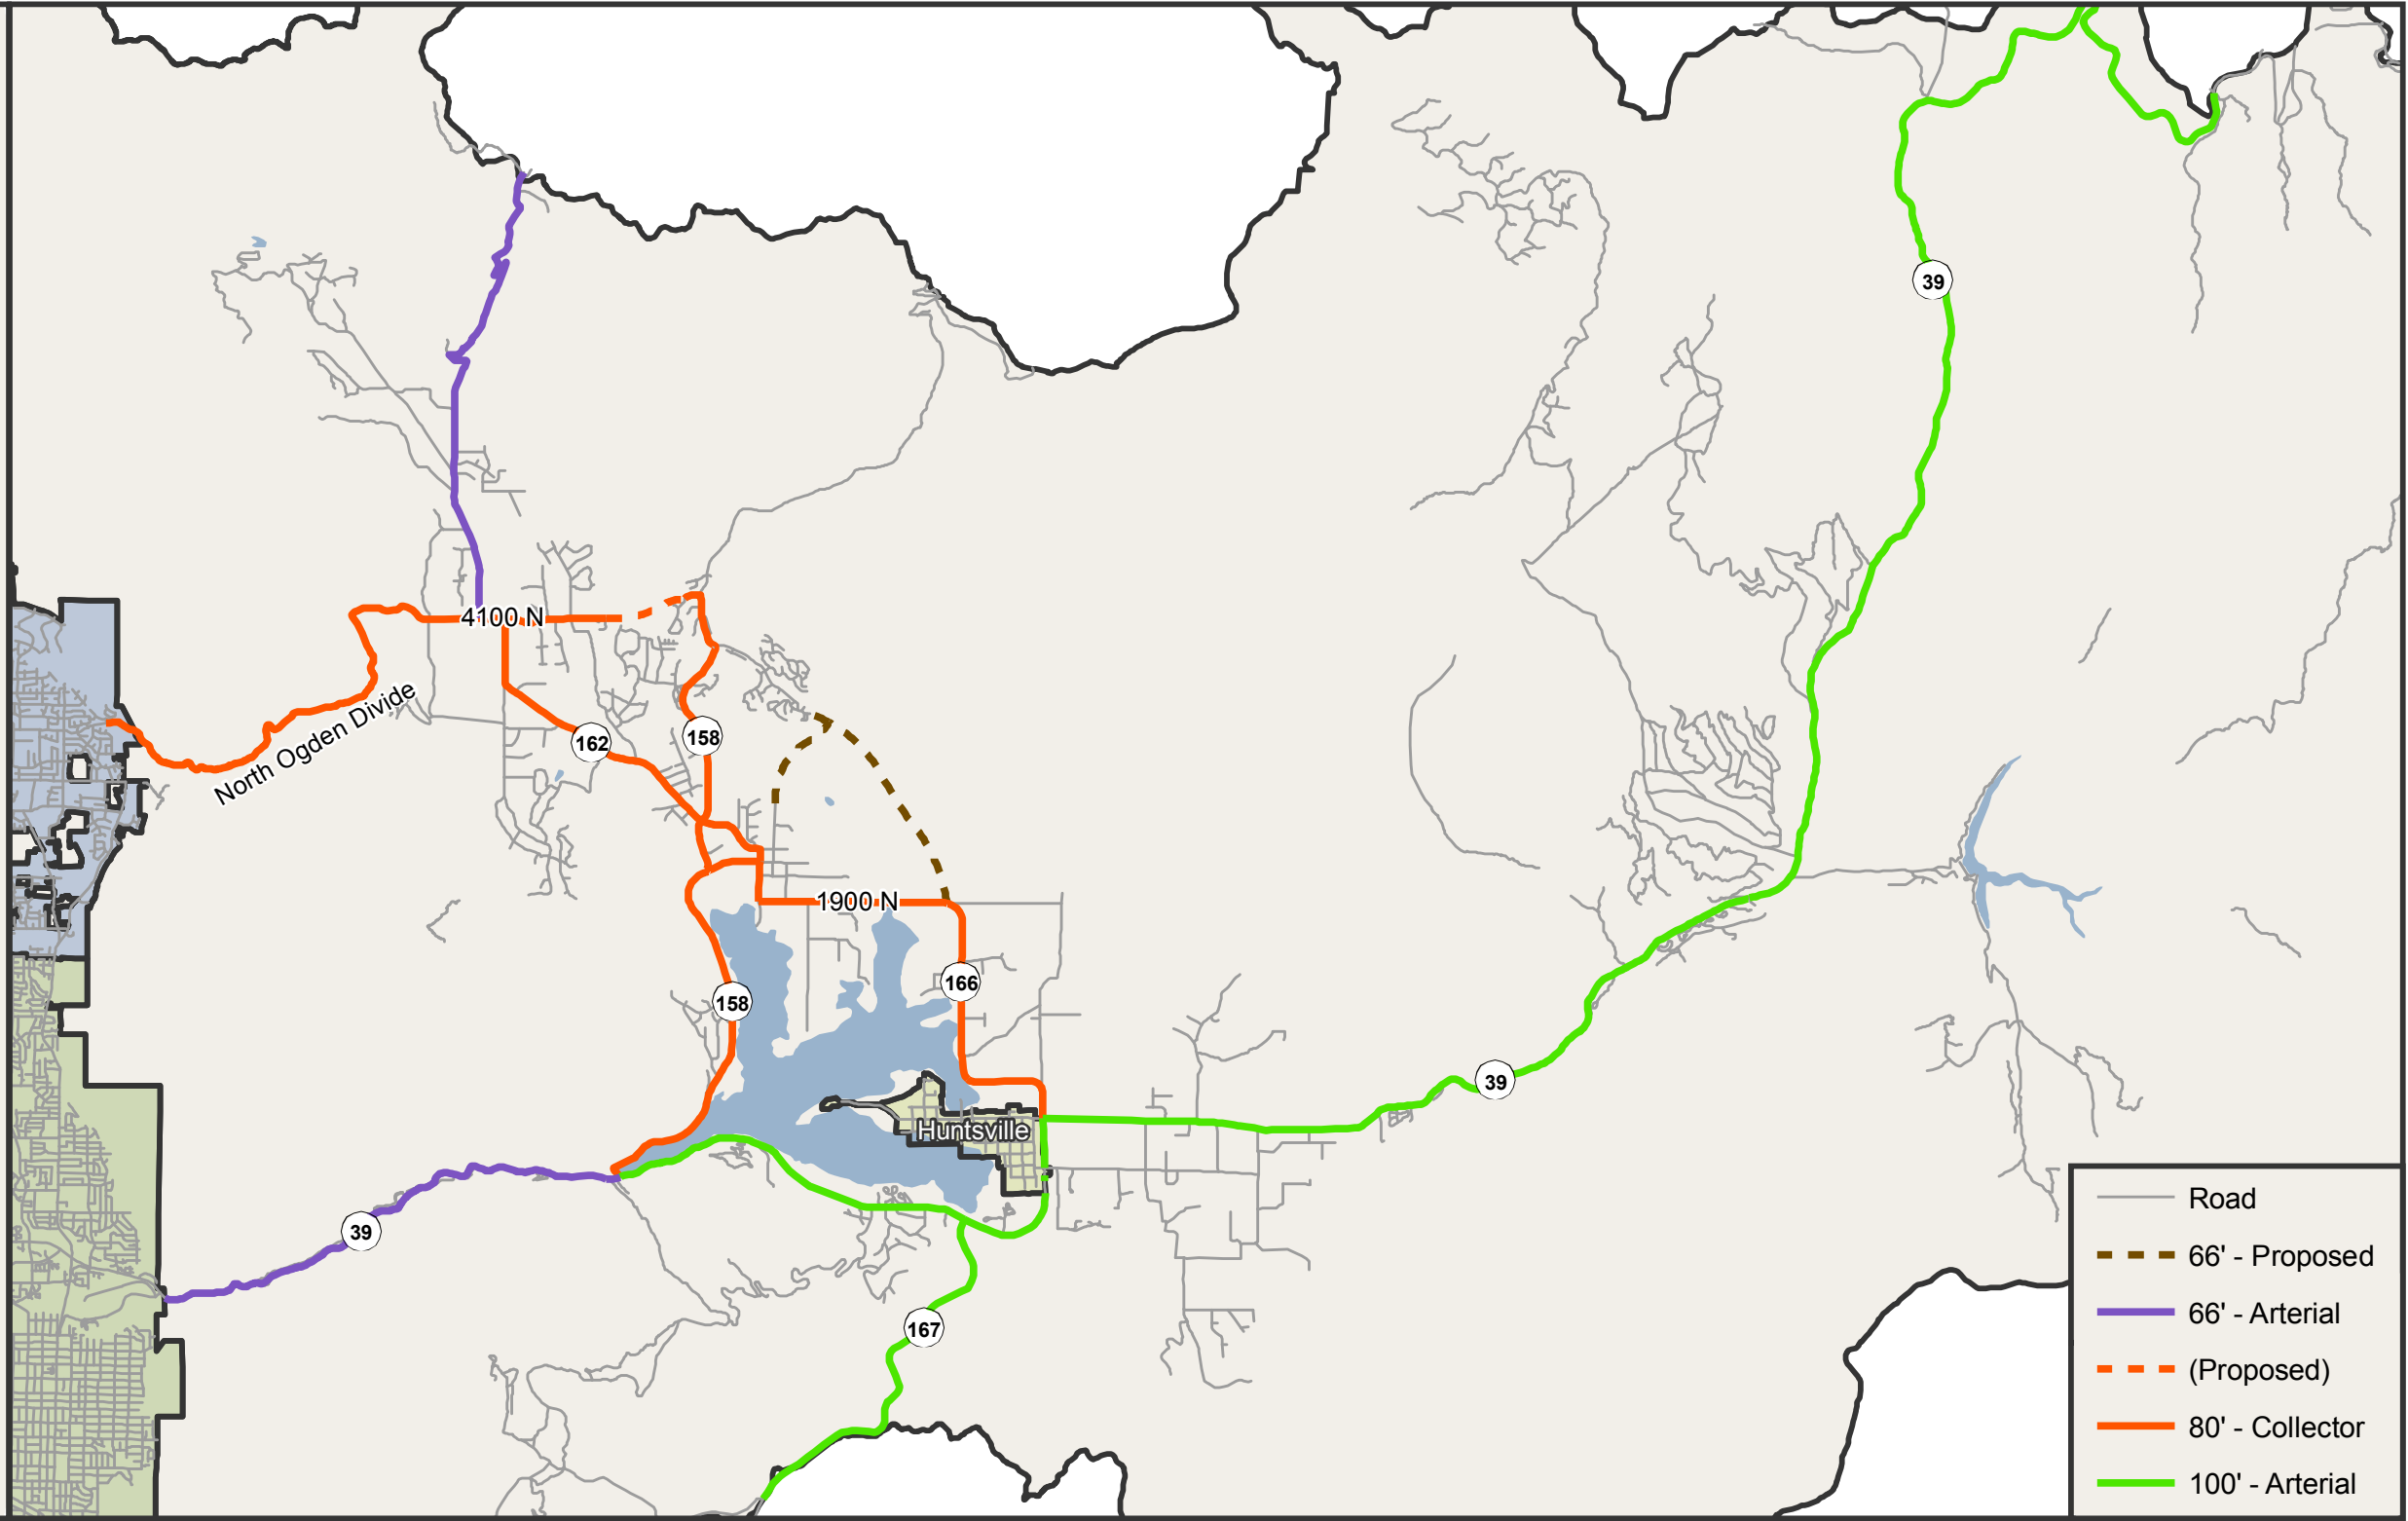 39
4100 N
North Ogden Divide
162
158
1900 N
166
158
39
Huntsville
39
167
Road
66' - Proposed
66' - Arterial
(Proposed)
80' - Collector
100' - Arterial